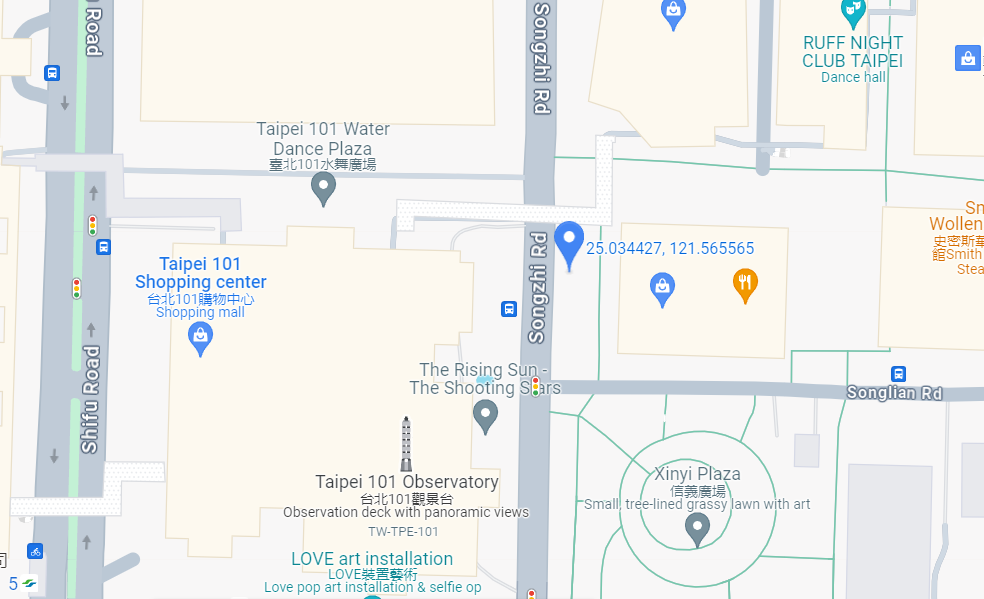 Road
Songzhi Rd
RUFF NIGHT
CLUB TAIPEI
Dance hall
Taipei 101 Water
Dance Plaza
臺北101水舞廣場
Sm
Wollen
史密斯華
館Smith
Stea
25.034427, 121.565565
Taipei 101
Shopping center
台北101購物中心
Shopping mall
Songzhi Rd
The Rising Sun -
The Shooting Stars
Songlian Rd
Shifu Road
Taipei 101 Observatory
台北101觀景台
Observation deck with panoramic views
TW-TPE-101
Xinyi Plaza
信義廣場
Small, tree-lined grassy lawn with art
LOVE art installation
LOVE裝置藝術
Love pop art installation & selfie op
司
5